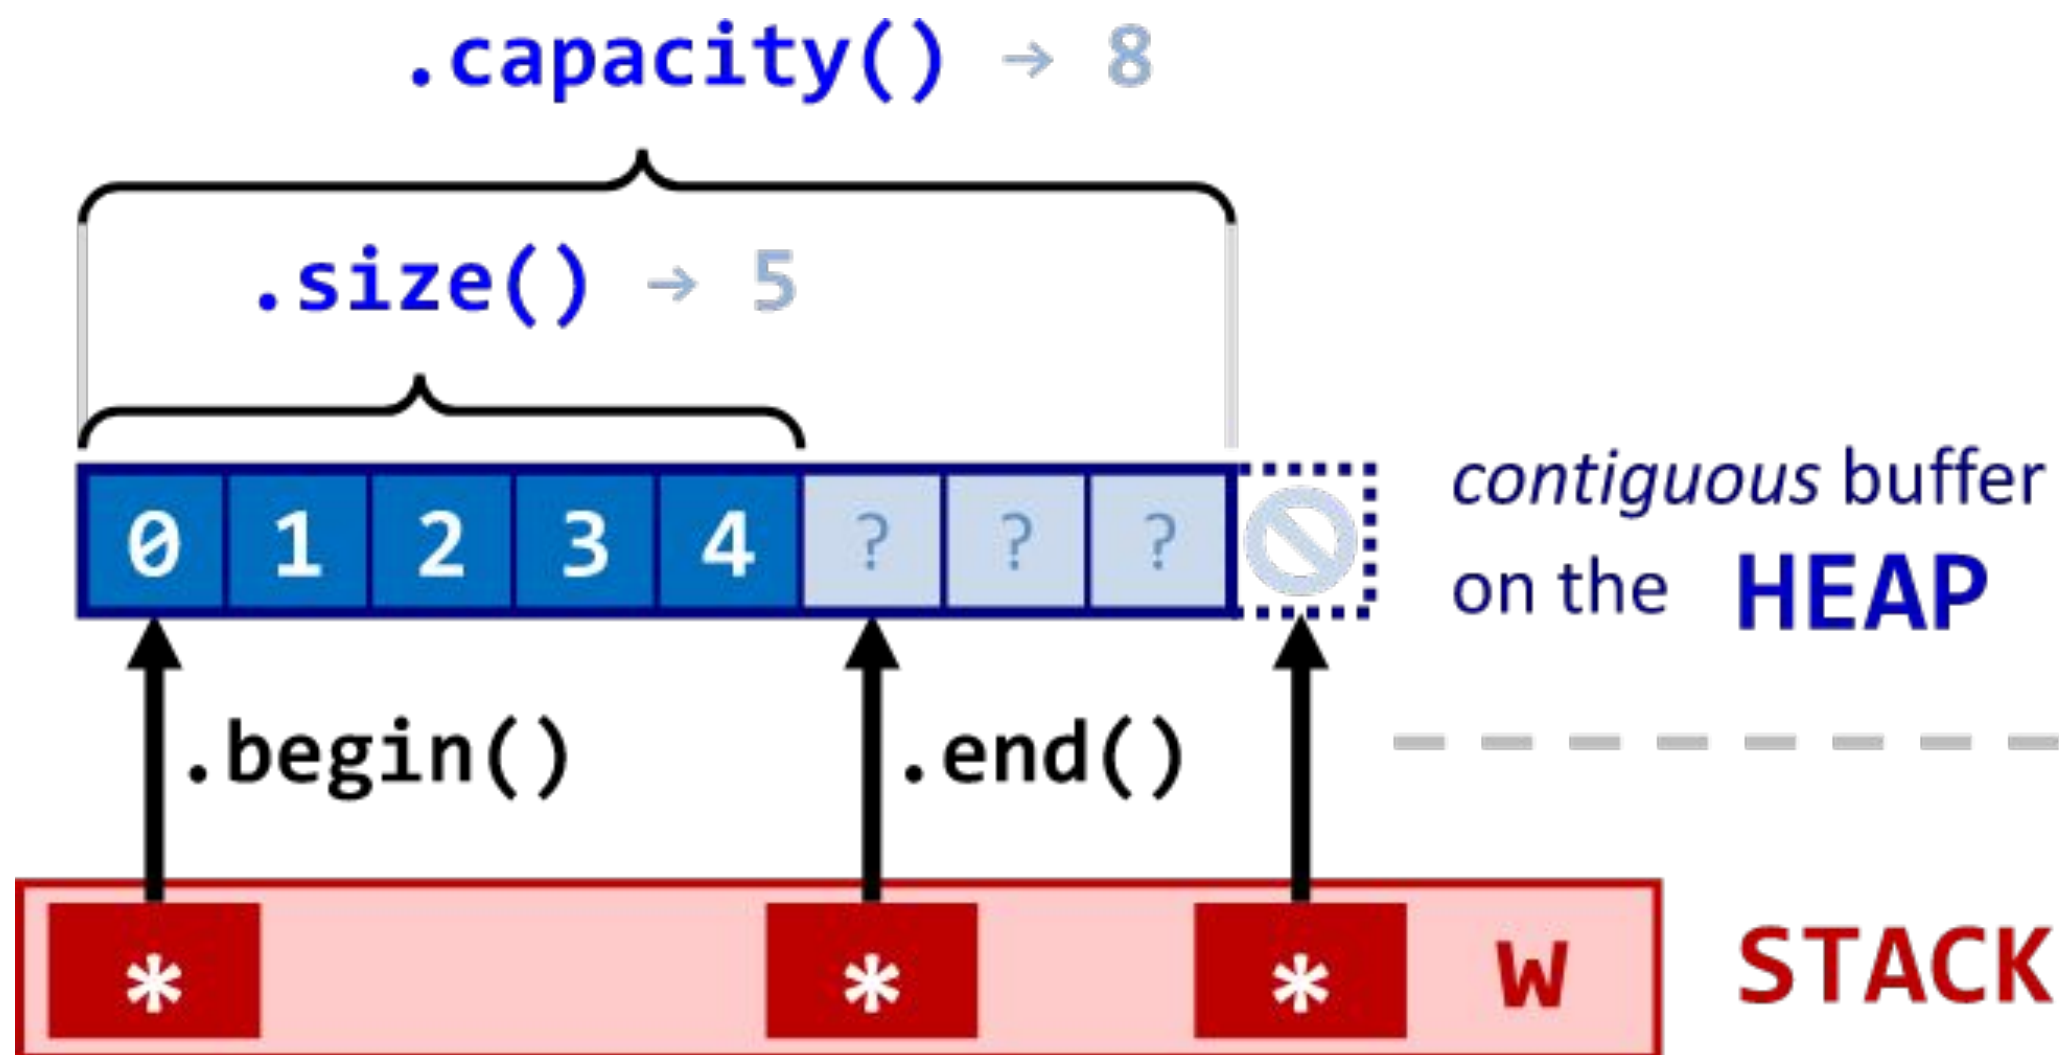 .capacity() → 8
.size() → 5
0 1 2 3 4 ? ? ?
contiguous buffer
on the HEAP
.begin() .end()
* * * W STACK